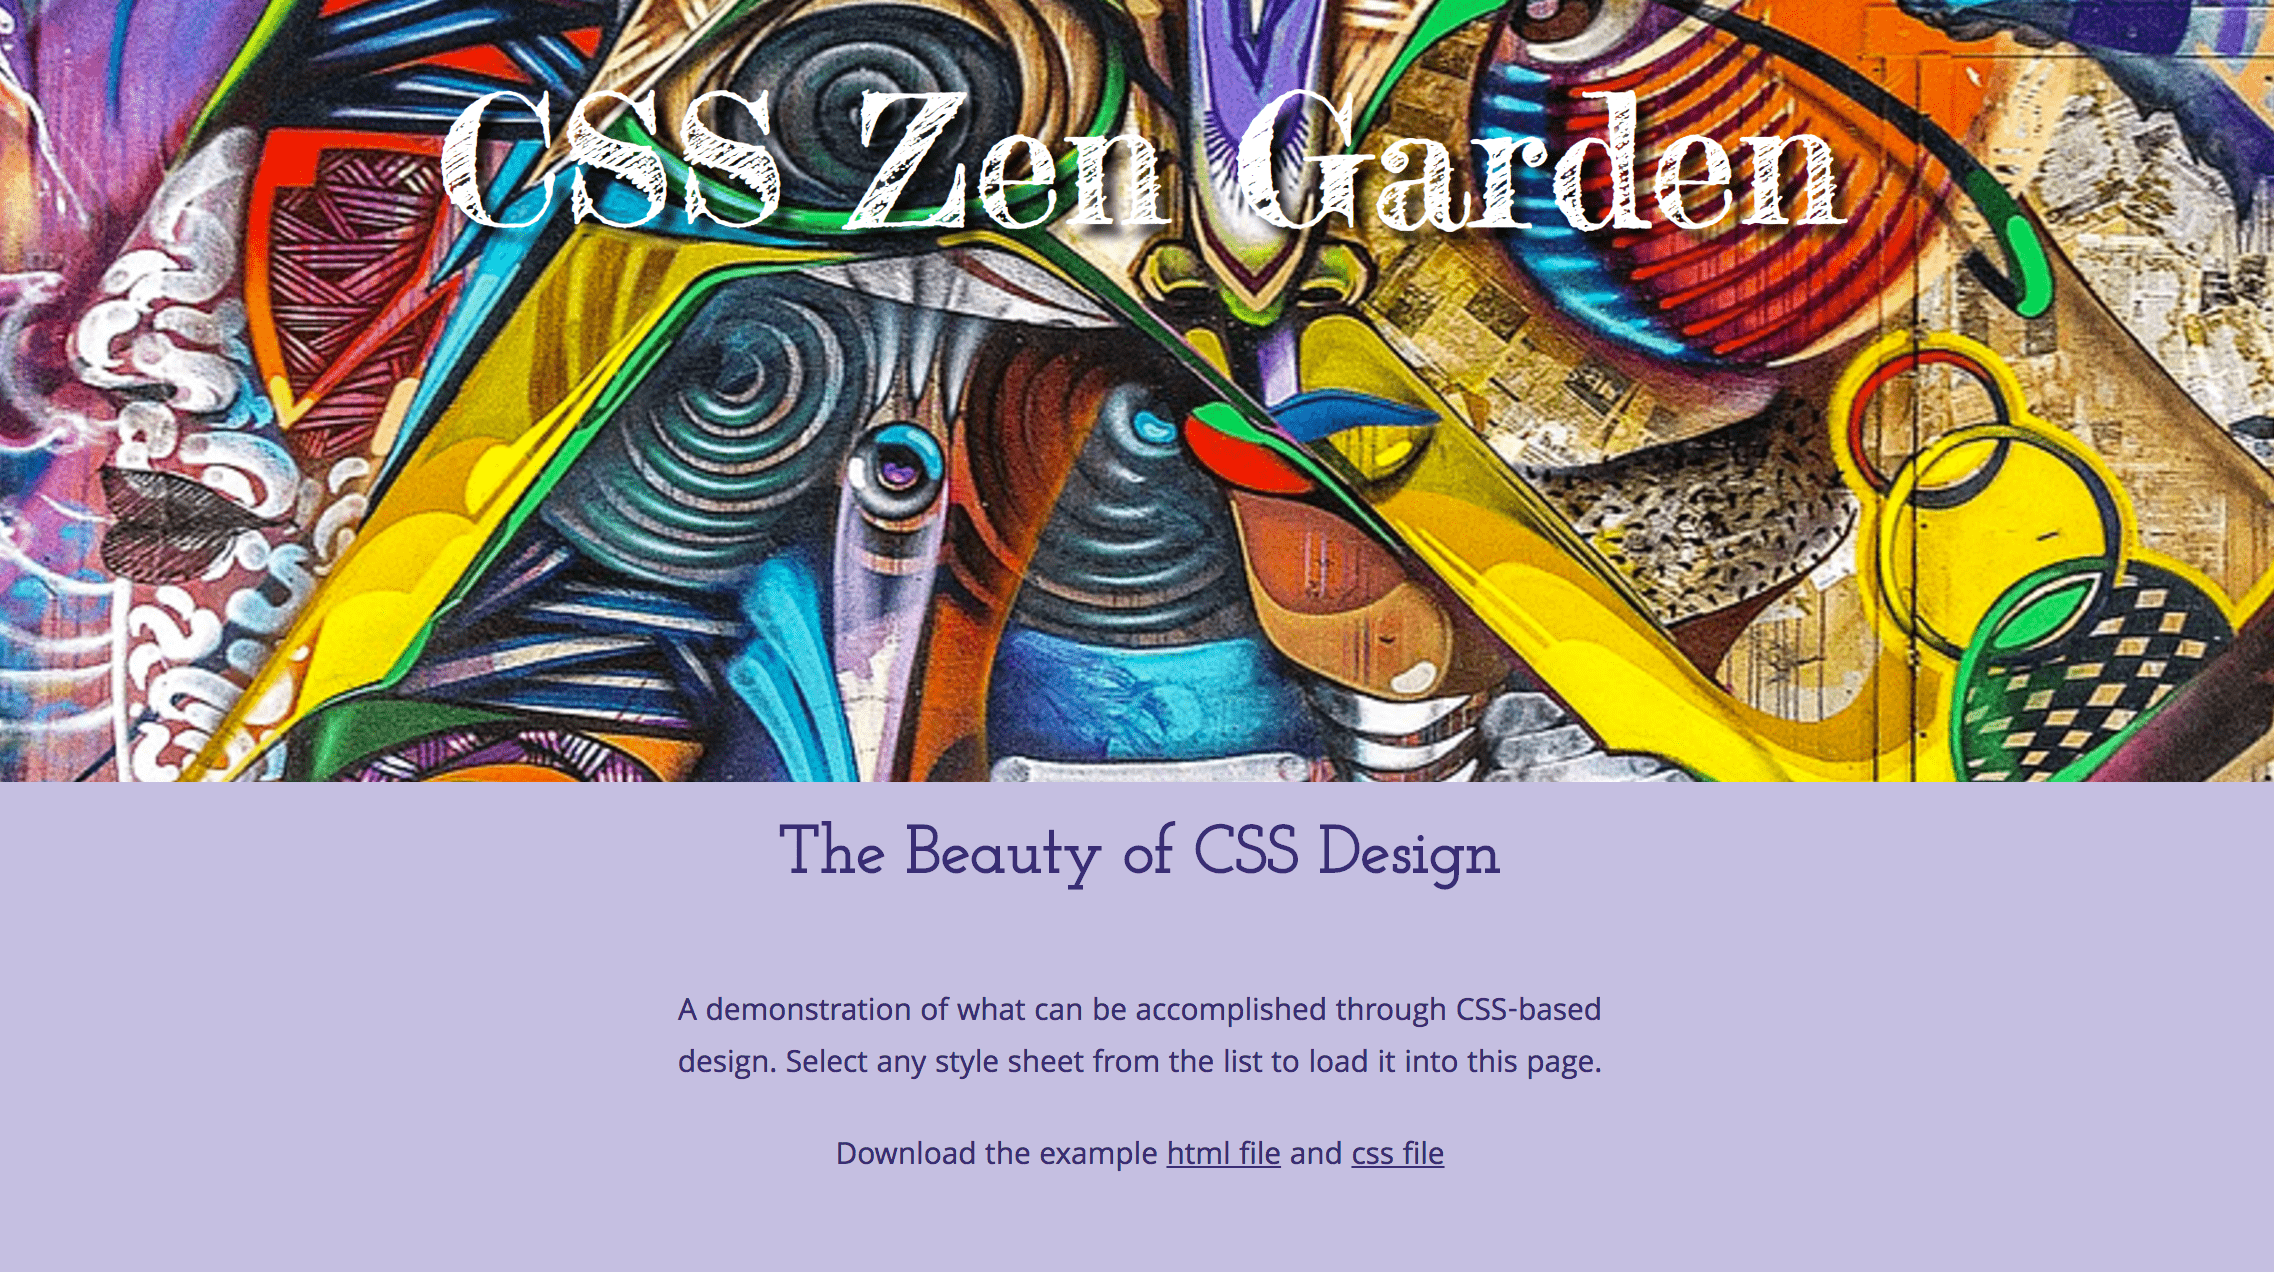 CSS Zen Garden
The Beauty of CSS Design
A demonstration of what can be accomplished through CSS-based
design. Select any style sheet from the list to load it into this page.
Download the example html file and css file